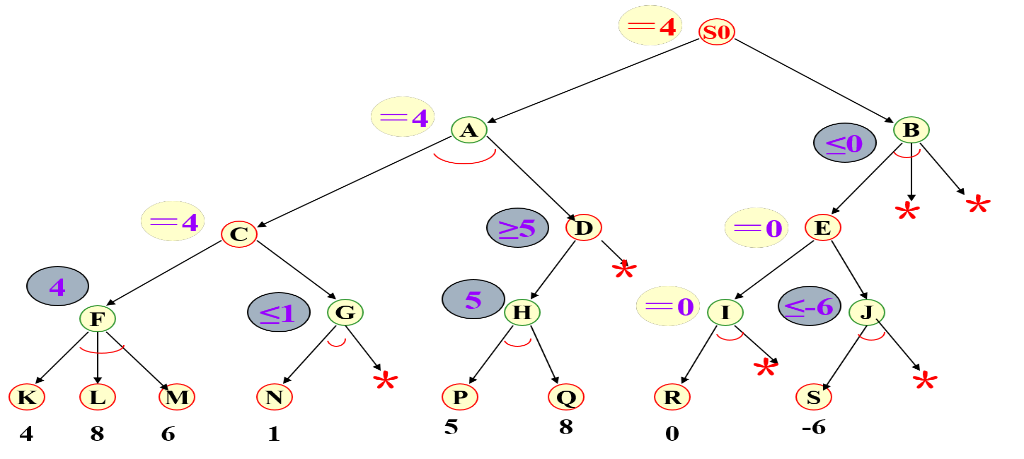 =4 S0
=4 A B
≤0
=4 C ≥5 D =0 E
4 F ≤1 G 5 H =0 I ≤-6 J
* * * * * *
K L M N P Q R S
4 8 6 1 5 8 0 -6